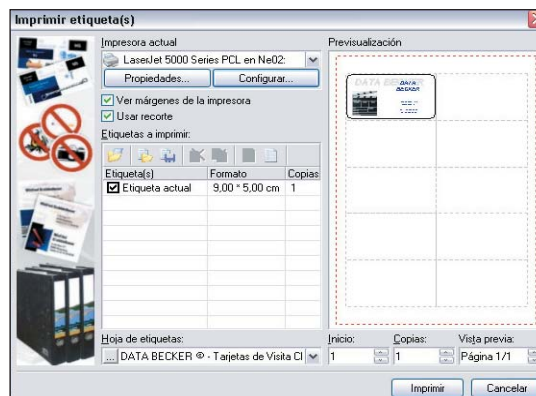 Imprimir etiqueta(s)
Impresora actual
LaserJet 5000 Series PCL en Ne02:
Propiedades...
Configurar...
Ver márgenes de la impresora
Usar recorte
Etiquetas a imprimir:
Etiqueta(s) Formato Copias
Etiqueta actual 9,00 * 5,00 cm 1
Hoja de etiquetas:
... DATA BECKER © - Tarjetas de Visita Cl
Previsualización
DATA BE
DATA
BECKER
Inicio: Copias: Vista previa:
1 1 Página 1/1
Imprimir Cancelar